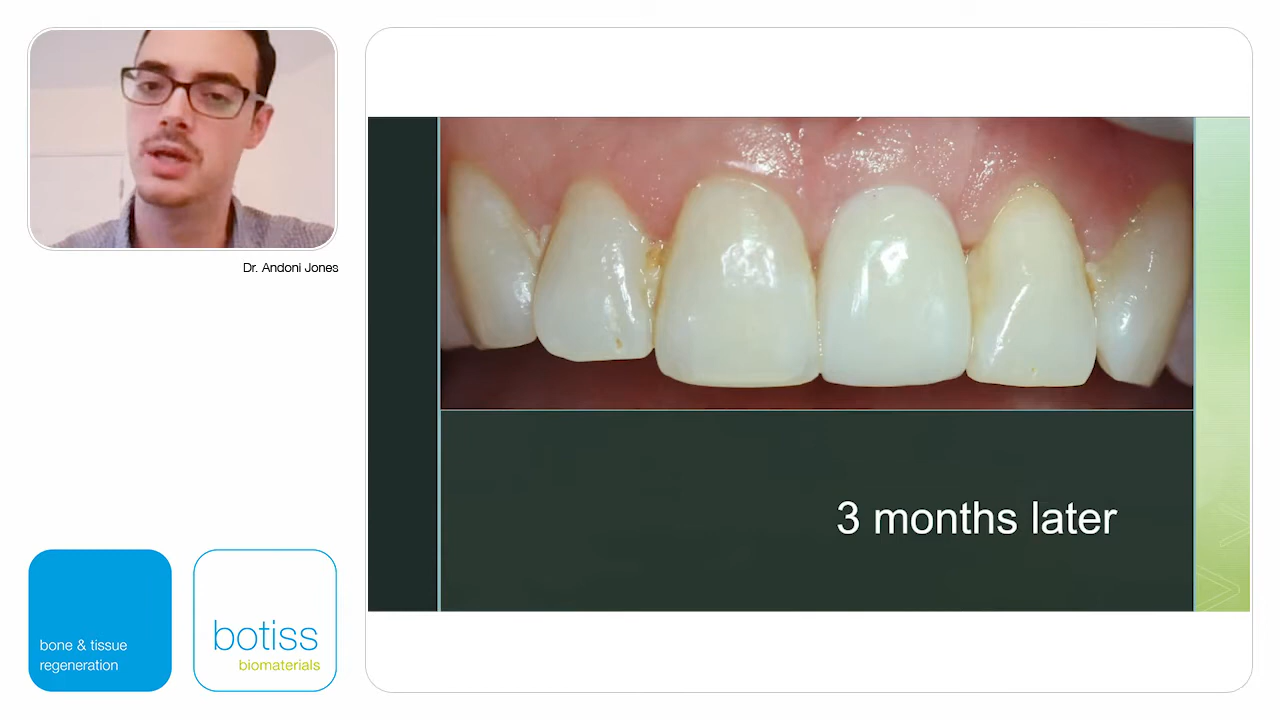 Dr. Andoni Jones
3 months later
bone & tissue
regeneration
botiss
biomaterials